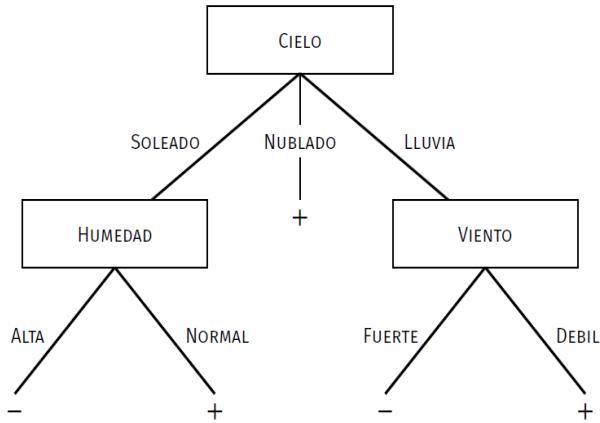 CIELO
SOLEADO NUBLADO LLUVIA
+
HUMEDAD VIENTO
ALTA NORMAL FUERTE DEBIL
− + − +